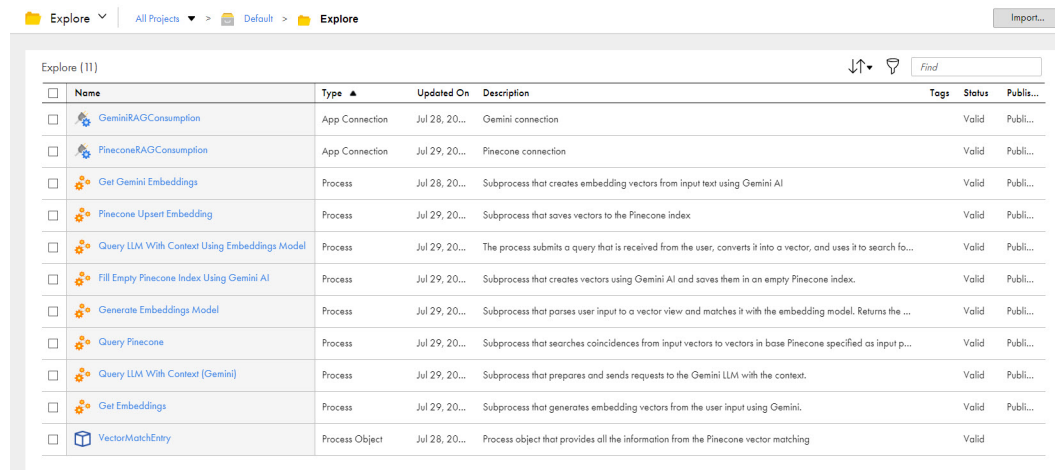 Explore All Projects > Default > Explore Import...
Explore (11) Find
Name Type Updated On Description Tags Status Publis...
GeminiRAGConsumption App Connection Jul 28, 20... Gemini connection Valid Publi...
PineconeRAGConsumption App Connection Jul 29, 20... Pinecone connection Valid Publi...
Get Gemini Embeddings Process Jul 28, 20... Subprocess that creates embedding vectors from input text using Gemini AI Valid Publi...
Pinecone Upsert Embedding Process Jul 29, 20... Subprocess that saves vectors to the Pinecone index Valid Publi...
Query LLM With Context Using Embeddings Model Process Jul 29, 20... The process submits a query that is received from the user, converts it into a vector, and uses it to search fo... Valid Publi...
Fill Empty Pinecone Index Using Gemini AI Process Jul 29, 20... Subprocess that creates vectors using Gemini AI and saves them in an empty Pinecone index. Valid Publi...
Generate Embeddings Model Process Jul 29, 20... Subprocess that parses user input to a vector view and matches it with the embedding model. Returns the ... Valid Publi...
Query Pinecone Process Jul 29, 20... Subprocess that searches coincidences from input vectors to vectors in base Pinecone specified as input p... Valid Publi...
Query LLM With Context (Gemini) Process Jul 29, 20... Subprocess that prepares and sends requests to the Gemini LLM with the context. Valid Publi...
Get Embeddings Process Jul 29, 20... Subprocess that generates embedding vectors from the user input using Gemini. Valid Publi...
VectorMatchEntry Process Object Jul 28, 20... Process object that provides all the information from the Pinecone vector matching Valid